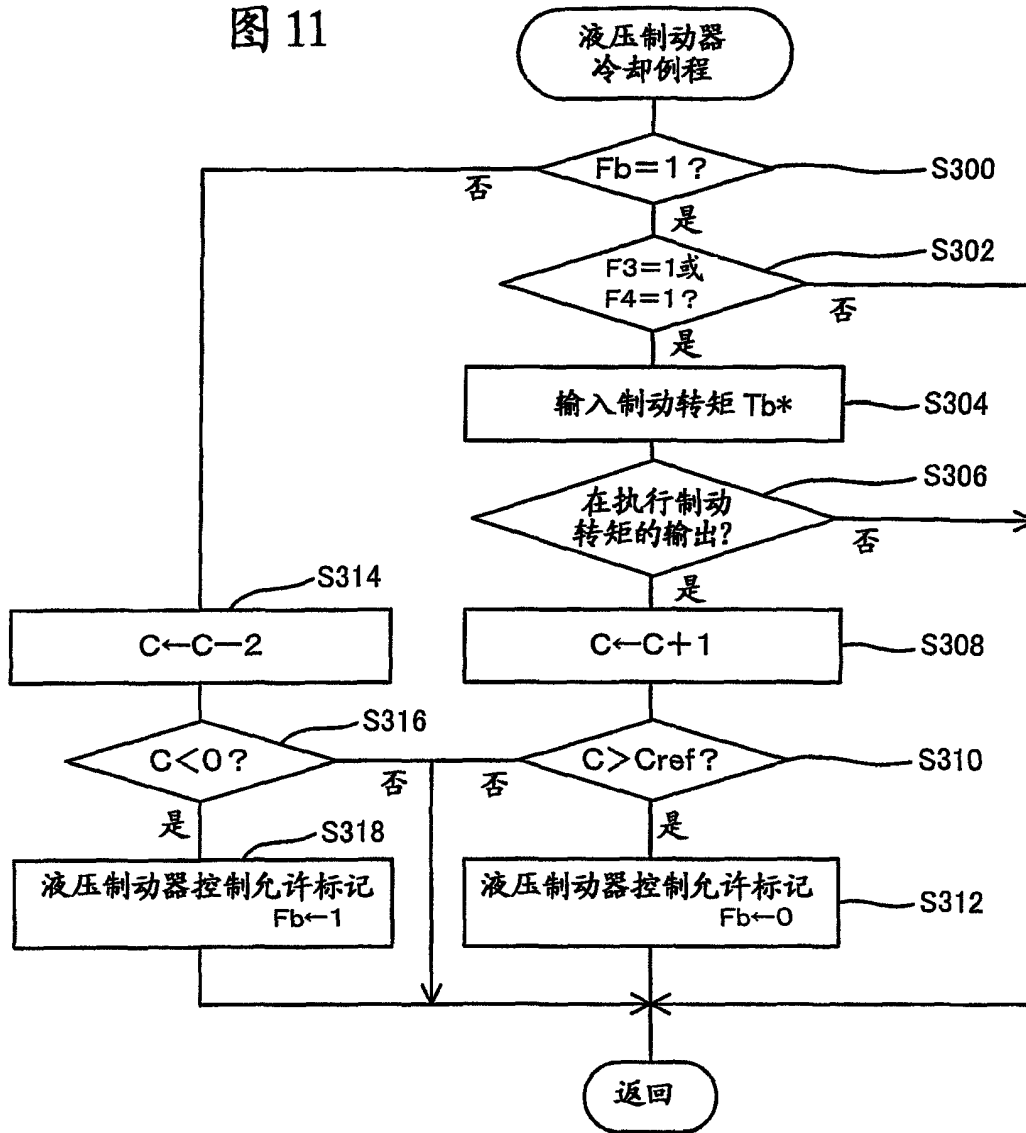 图 11
液压制动器
冷却例程
Fb=1?
S300
否
是
F3=1或
F4=1?
S302
否
是
输入制动转矩 Tb*
S304
在执行制动
转矩的输出?
S306
否
是
S314
C←C－2
C←C＋1
S308
S316
C<0?
否
否
C>Cref?
S310
是
是
S318
液压制动器控制允许标记
Fb←1
液压制动器控制允许标记
Fb←0
S312
返回